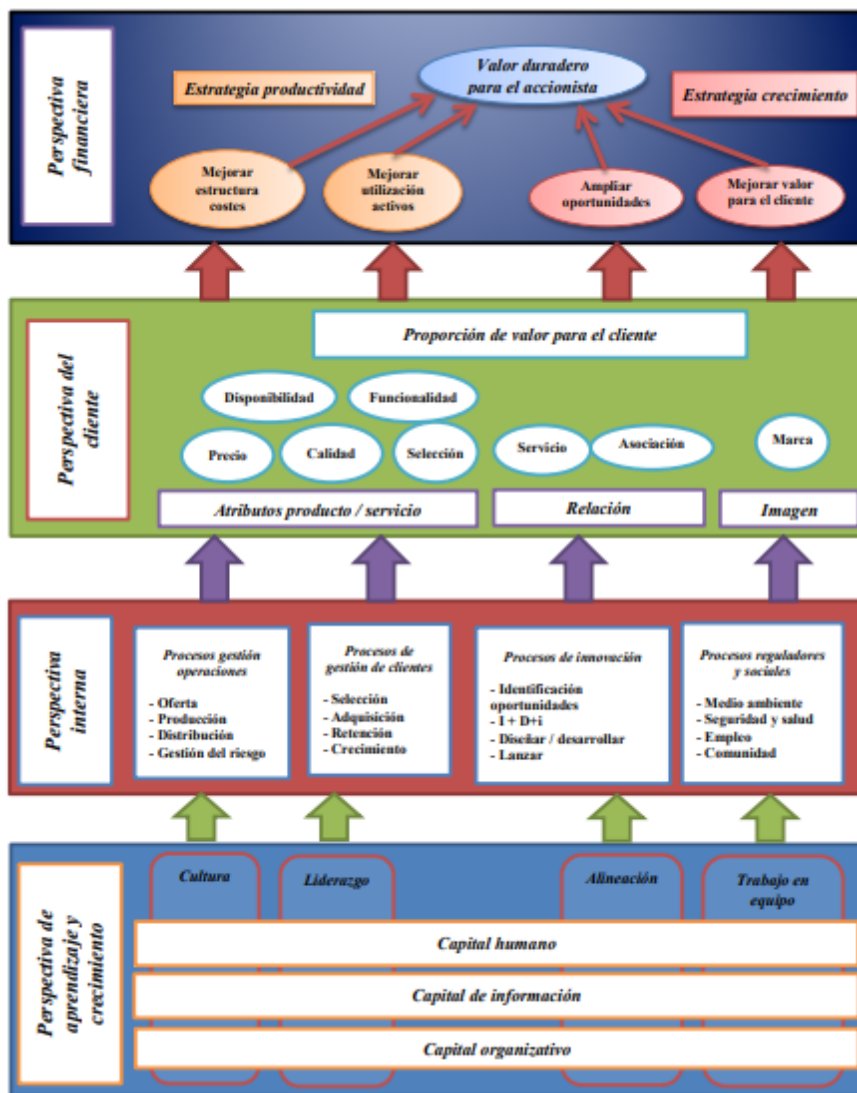 Perspectiva
financiera
Estrategia productividad
Valor duradero
para el accionista
Estrategia crecimiento
Mejorar
estructura
costes
Mejorar
utilización
activos
Ampliar
oportunidades
Mejorar valor
para el cliente
Perspectiva del
cliente
Proporción de valor para el cliente
Disponibilidad
Funcionalidad
Precio
Calidad
Selección
Servicio
Asociación
Marca
Atributos producto / servicio
Relación
Imagen
Perspectiva
interna
Procesos gestión
operaciones
- Oferta
- Producción
- Distribución
- Gestión del riesgo
Procesos de
gestión de clientes
- Selección
- Adquisición
- Retención
- Crecimiento
Procesos de innovación
- Identificación
oportunidades
- I + D+i
- Diseñar / desarrollar
- Lanzar
Procesos reguladores
y sociales
- Medio ambiente
- Seguridad y salud
- Empleo
- Comunidad
Perspectiva de
aprendizaje y
crecimiento
Cultura
Liderazgo
Alineación
Trabajo en
equipo
Capital humano
Capital de información
Capital organizativo